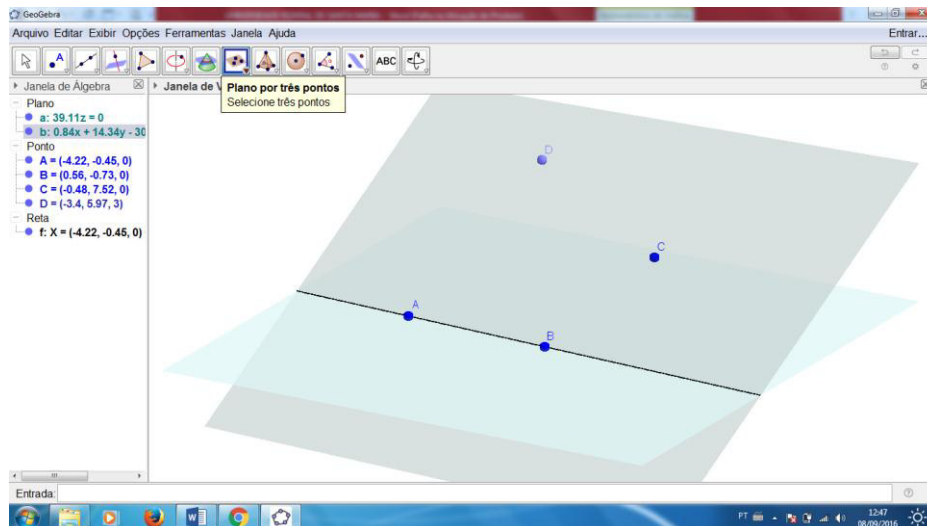 GeoGebra
Arquivo Editar Exibir Opções Ferramentas Janela Ajuda
Entrar...
ABC
Janela de Álgebra
Janela de V
Plano por três pontos
Selecione três pontos
Plano
a: 39.11z = 0
b: 0.84x + 14.34y - 30
Ponto
A = (-4.22, -0.45, 0)
B = (0.56, -0.73, 0)
C = (-0.48, 7.52, 0)
D = (-3.4, 5.97, 3)
Reta
f: X = (-4.22, -0.45, 0)
D
C
A
B
Entrada:
PT
12:47
08/09/2016